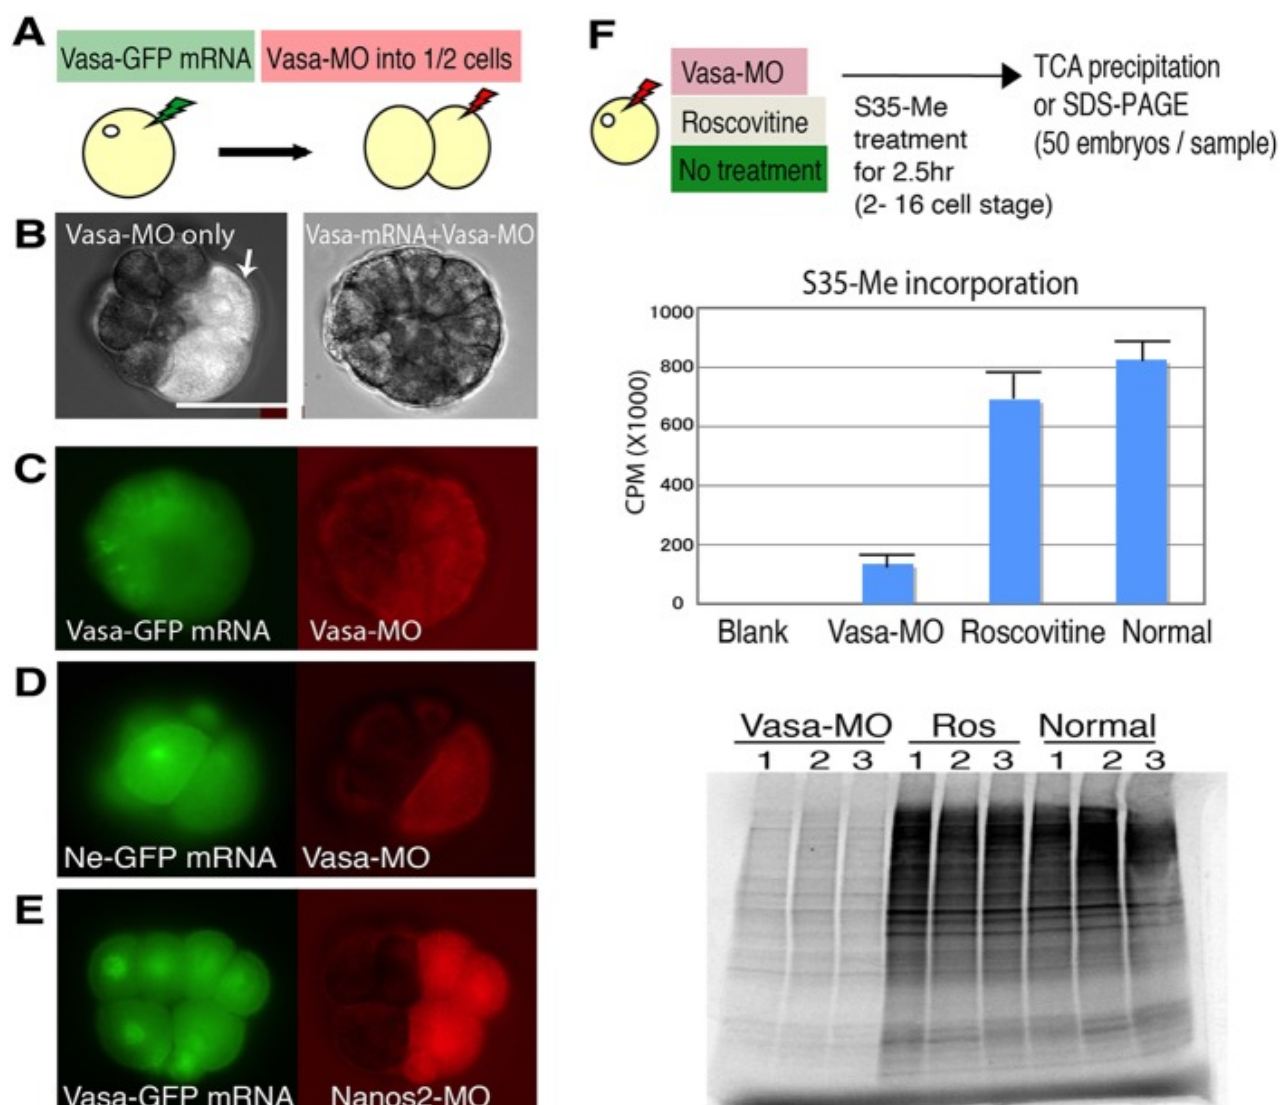 A
Vasa-GFP mRNA Vasa-MO into 1/2 cells
B
Vasa-MO only
Vasa-mRNA+Vasa-MO
C
Vasa-GFP mRNA
Vasa-MO
D
Ne-GFP mRNA
Vasa-MO
E
Vasa-GFP mRNA
Nanos2-MO
F
Vasa-MO
Roscovitine
No treatment
S35-Me
treatment
for 2.5hr
(2- 16 cell stage)
TCA precipitation
or SDS-PAGE
(50 embryos / sample)
S35-Me incorporation
CPM (X1000)
1000
800
600
400
200
0
Blank Vasa-MO Roscovitine Normal
Vasa-MO Ros Normal
1 2 3 1 2 3 1 2 3